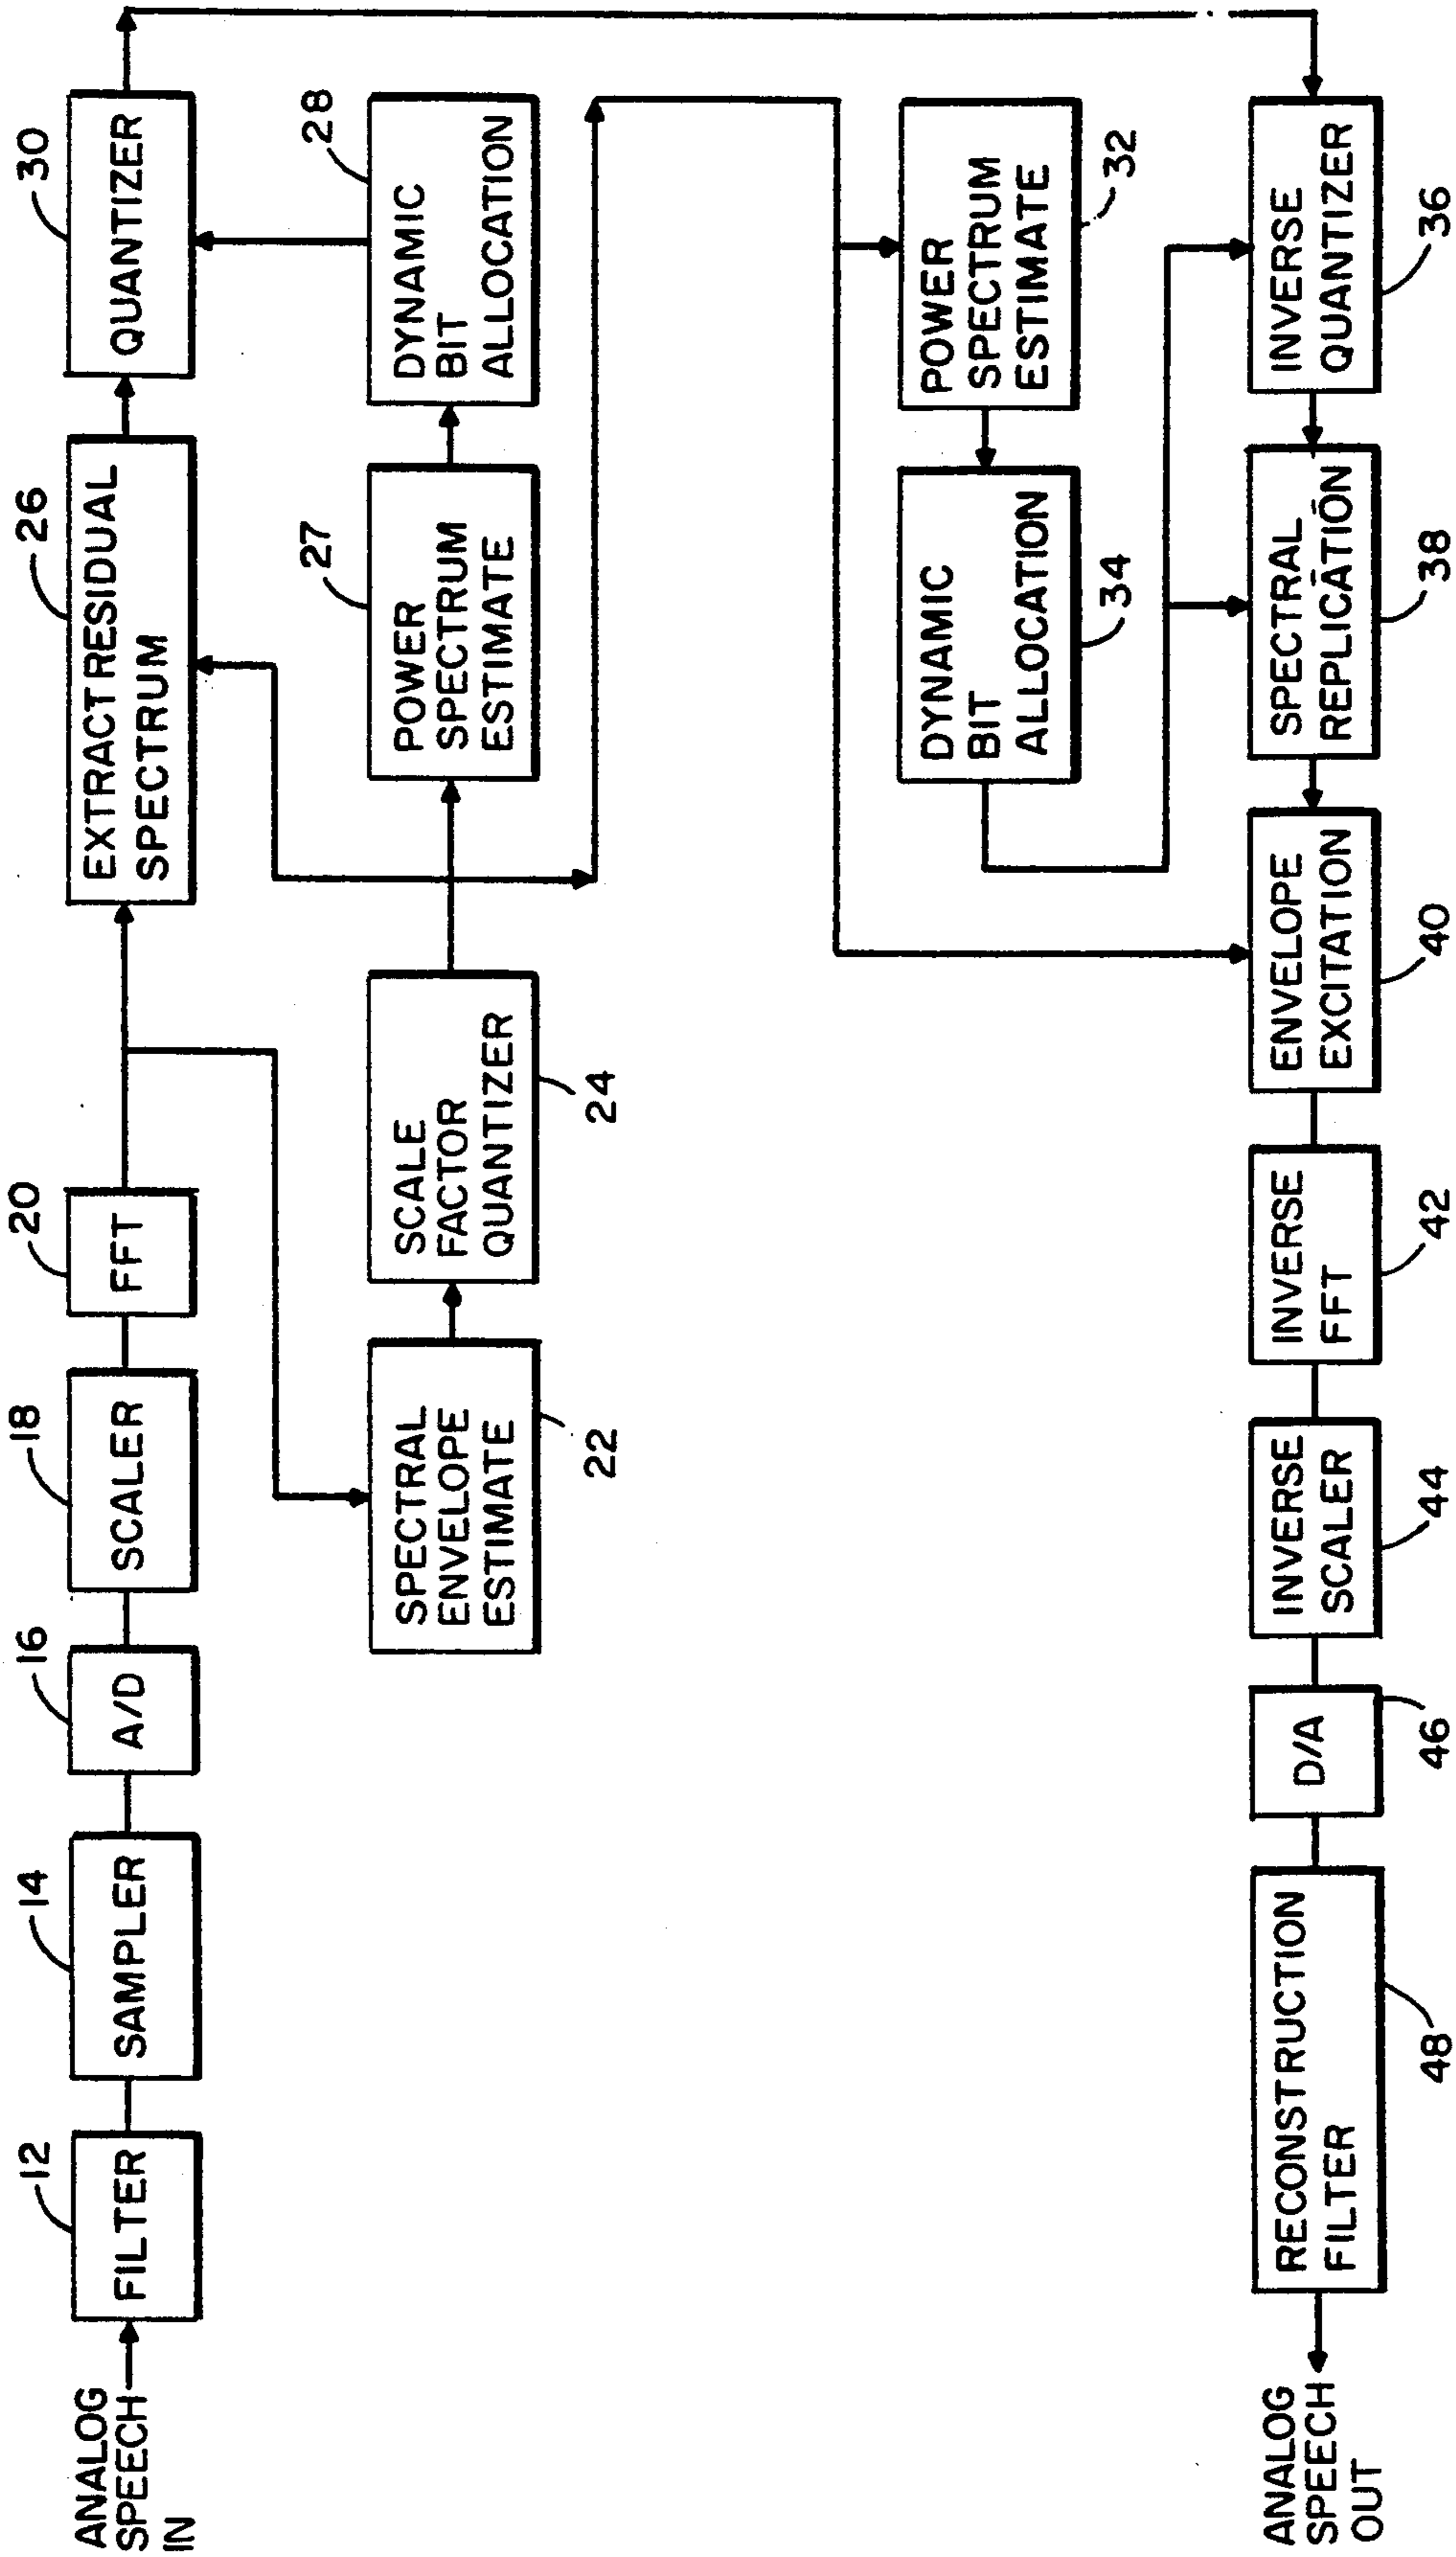 ANALOG
SPEECH
IN
12
FILTER
14
SAMPLER
16
A/D
18
SCALER
20
FFT
26
EXTRACT RESIDUAL
SPECTRUM
30
QUANTIZER
SPECTRAL
ENVELOPE
ESTIMATE
22
SCALE
FACTOR
QUANTIZER
24
27
POWER
SPECTRUM
ESTIMATE
28
DYNAMIC
BIT
ALLOCATION
DYNAMIC
BIT
ALLOCATION
34
POWER
SPECTRUM
ESTIMATE
32
ANALOG
SPEECH
OUT
RECONSTRUCTION
FILTER
48
D/A
46
INVERSE
SCALER
44
INVERSE
FFT
42
ENVELOPE
EXCITATION
40
SPECTRAL
REPLICATION
38
INVERSE
QUANTIZER
36